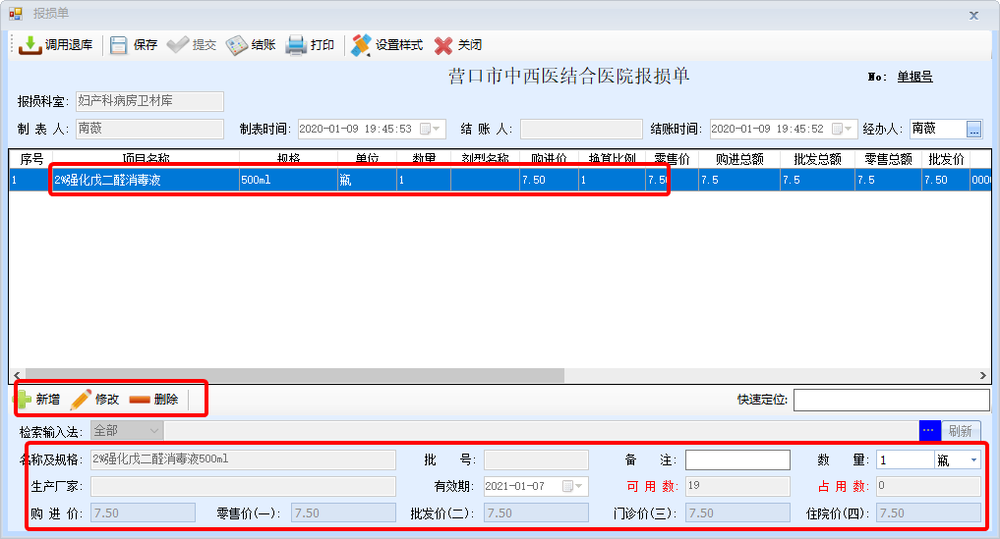 报损单
调用退库 保存 提交 结账 打印 设置样式 关闭
营口市中西医结合医院报损单 No: 单据号
报损科室: 妇产科病房卫材库
制 表 人: 南薇 制表时间: 2020-01-09 19:45:53 结 账 人: 结账时间: 2020-01-09 19:45:52 经办人: 南薇 ...
序号 项目名称 规格 单位 数量 剂型名称 购进价 换算比例 零售价 购进总额 批发总额 零售总额 批发价
1 2%强化戊二醛消毒液 500ml 瓶 1 7.50 1 7.50 7.5 7.5 7.5 7.50 0000
新增 修改 删除 快速定位:
检索输入法: 全部 ... 刷新
名称及规格: 2%强化戊二醛消毒液500ml 批 号: 备 注: 数 量: 1 瓶
生产厂家: 有效期: 2021-01-07 可 用 数: 19 占 用 数: 0
购 进 价: 7.50 零售价(一): 7.50 批发价(二): 7.50 门诊价(三): 7.50 住院价(四): 7.50